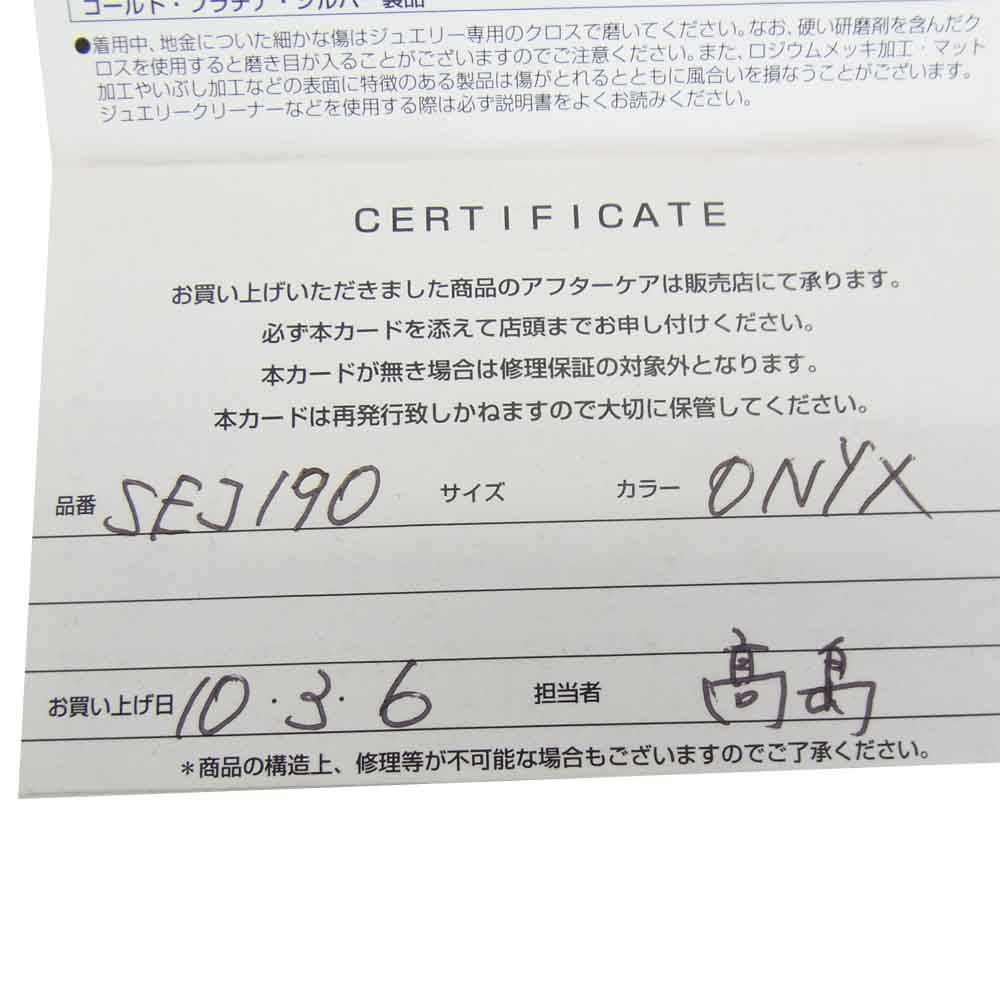 ゴールド・プラチナ・シルバー製品
●着用中、地金についた細かな傷はジュエリー専用のクロスで磨いてください。なお、硬い研磨剤を含んだク
ロスを使用すると磨き目が入ることがございますのでご注意ください。また、ロジウムメッキ加工・マット
加工やいぶし加工などの表面に特徴のある製品は傷がとれるとともに風合いを損なうことがございます。
ジュエリークリーナーなどを使用する際は必ず説明書をよくお読みください。
CERTIFICATE
お買い上げいただきました商品のアフターケアは販売店にて承ります。
必ず本カードを添えて店頭までお申し付けください。
本カードが無き場合は修理保証の対象外となります。
本カードは再発行致しかねますので大切に保管してください。
品番 SEJ190 サイズ カラー ONYX
お買い上げ日 10・3・6 担当者 髙島
*商品の構造上、修理等が不可能な場合もございますのでご了承ください。